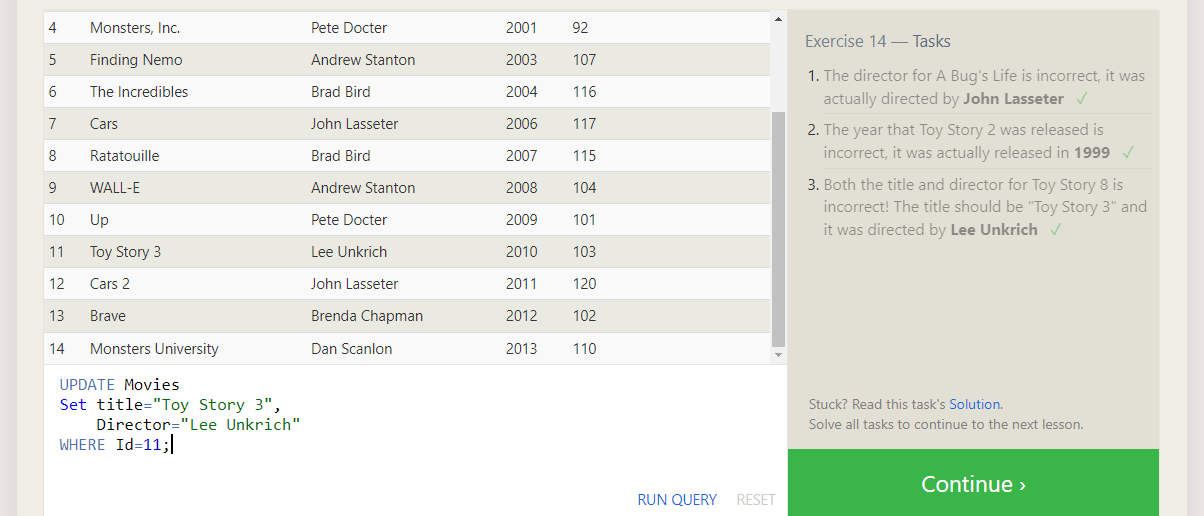 4 Monsters, Inc. Pete Docter 2001 92
5 Finding Nemo Andrew Stanton 2003 107
6 The Incredibles Brad Bird 2004 116
7 Cars John Lasseter 2006 117
8 Ratatouille Brad Bird 2007 115
9 WALL-E Andrew Stanton 2008 104
10 Up Pete Docter 2009 101
11 Toy Story 3 Lee Unkrich 2010 103
12 Cars 2 John Lasseter 2011 120
13 Brave Brenda Chapman 2012 102
14 Monsters University Dan Scanlon 2013 110
UPDATE Movies
Set title="Toy Story 3",
Director="Lee Unkrich"
WHERE Id=11;
RUN QUERY RESET
Exercise 14 — Tasks
1. The director for A Bug's Life is incorrect, it was
actually directed by John Lasseter ✓
2. The year that Toy Story 2 was released is
incorrect, it was actually released in 1999 ✓
3. Both the title and director for Toy Story 8 is
incorrect! The title should be "Toy Story 3" and
it was directed by Lee Unkrich ✓
Stuck? Read this task's Solution.
Solve all tasks to continue to the next lesson.
Continue ›